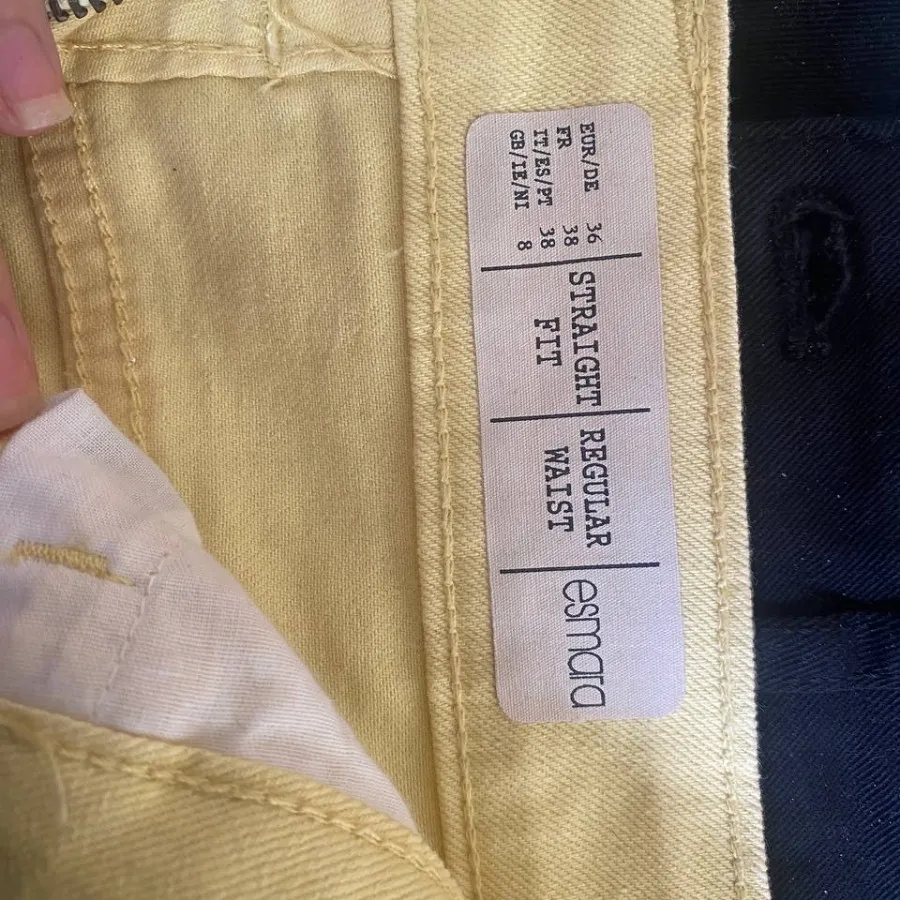 EUR/DE 36
FR 38
IT/ES/PT 38
GB/IE/NI 8
STRAIGHT
FIT
REGULAR
WAIST
esmara